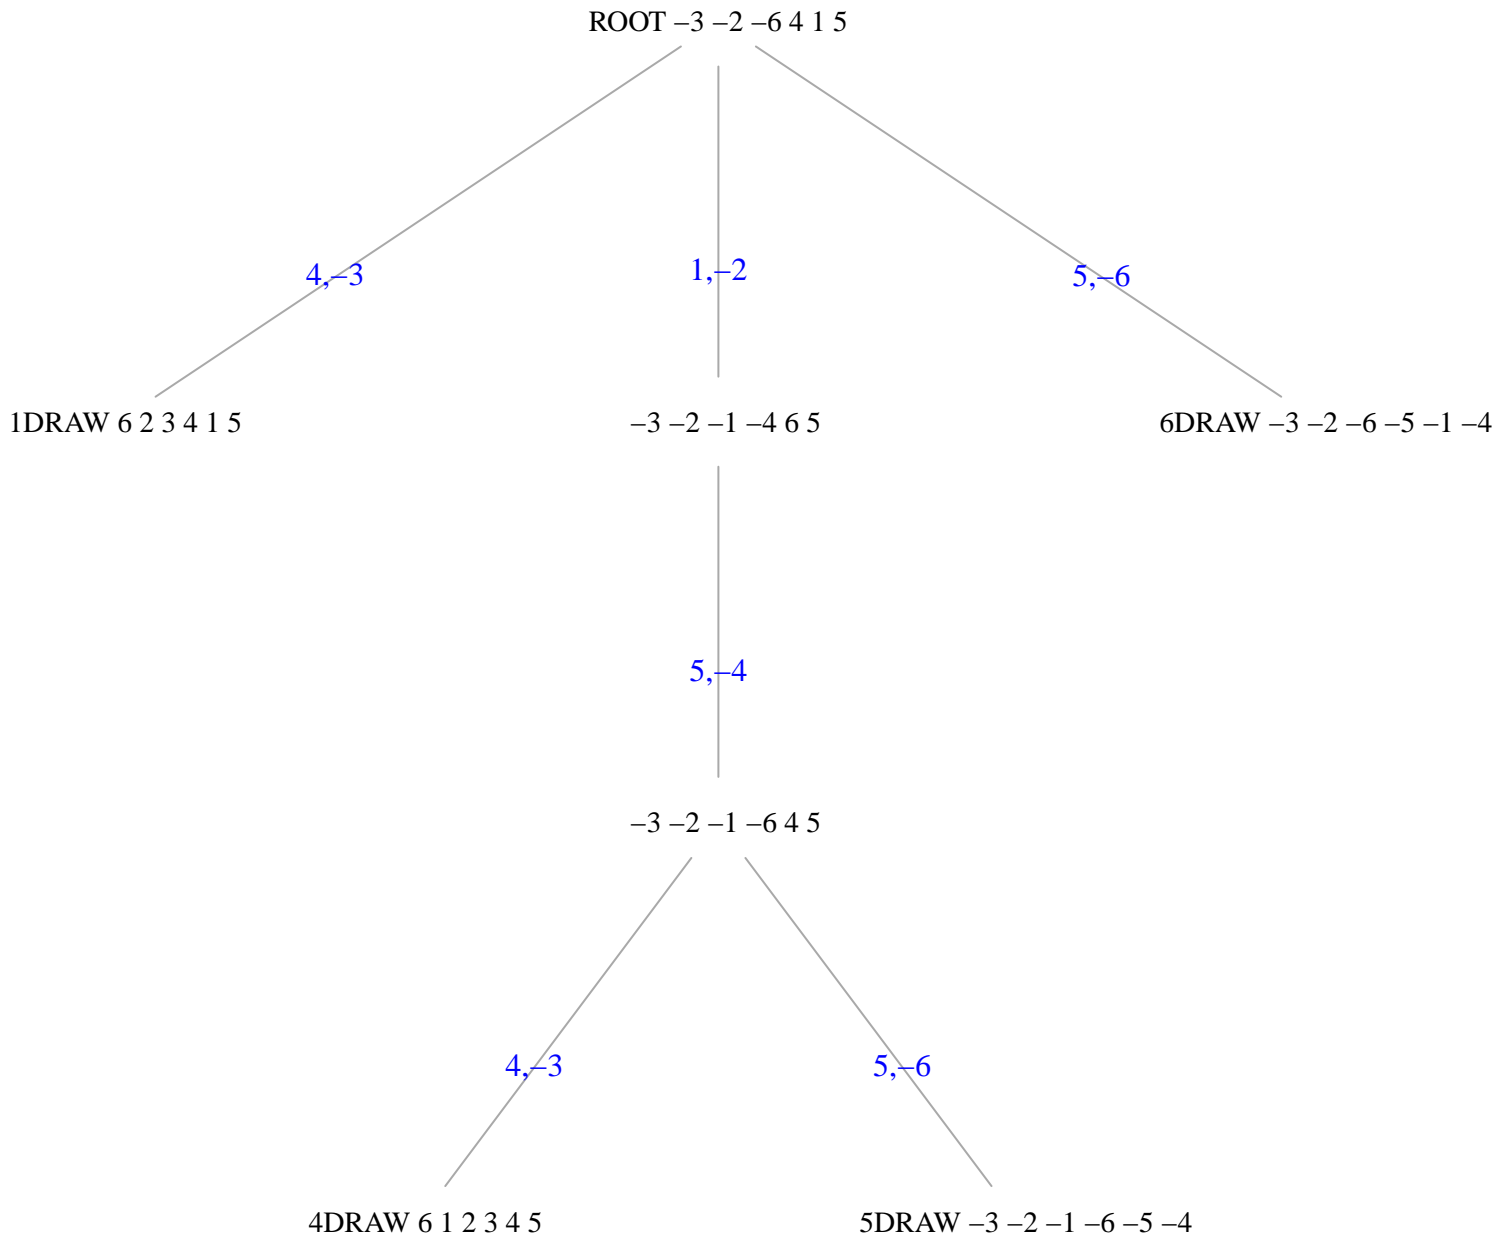 ROOT –3 –2 –6 4 1 5
4,–3
1,–2
5,–6
1DRAW 6 2 3 4 1 5
–3 –2 –1 –4 6 5
6DRAW –3 –2 –6 –5 –1 –4
5,–4
–3 –2 –1 –6 4 5
4,–3
5,–6
4DRAW 6 1 2 3 4 5
5DRAW –3 –2 –1 –6 –5 –4